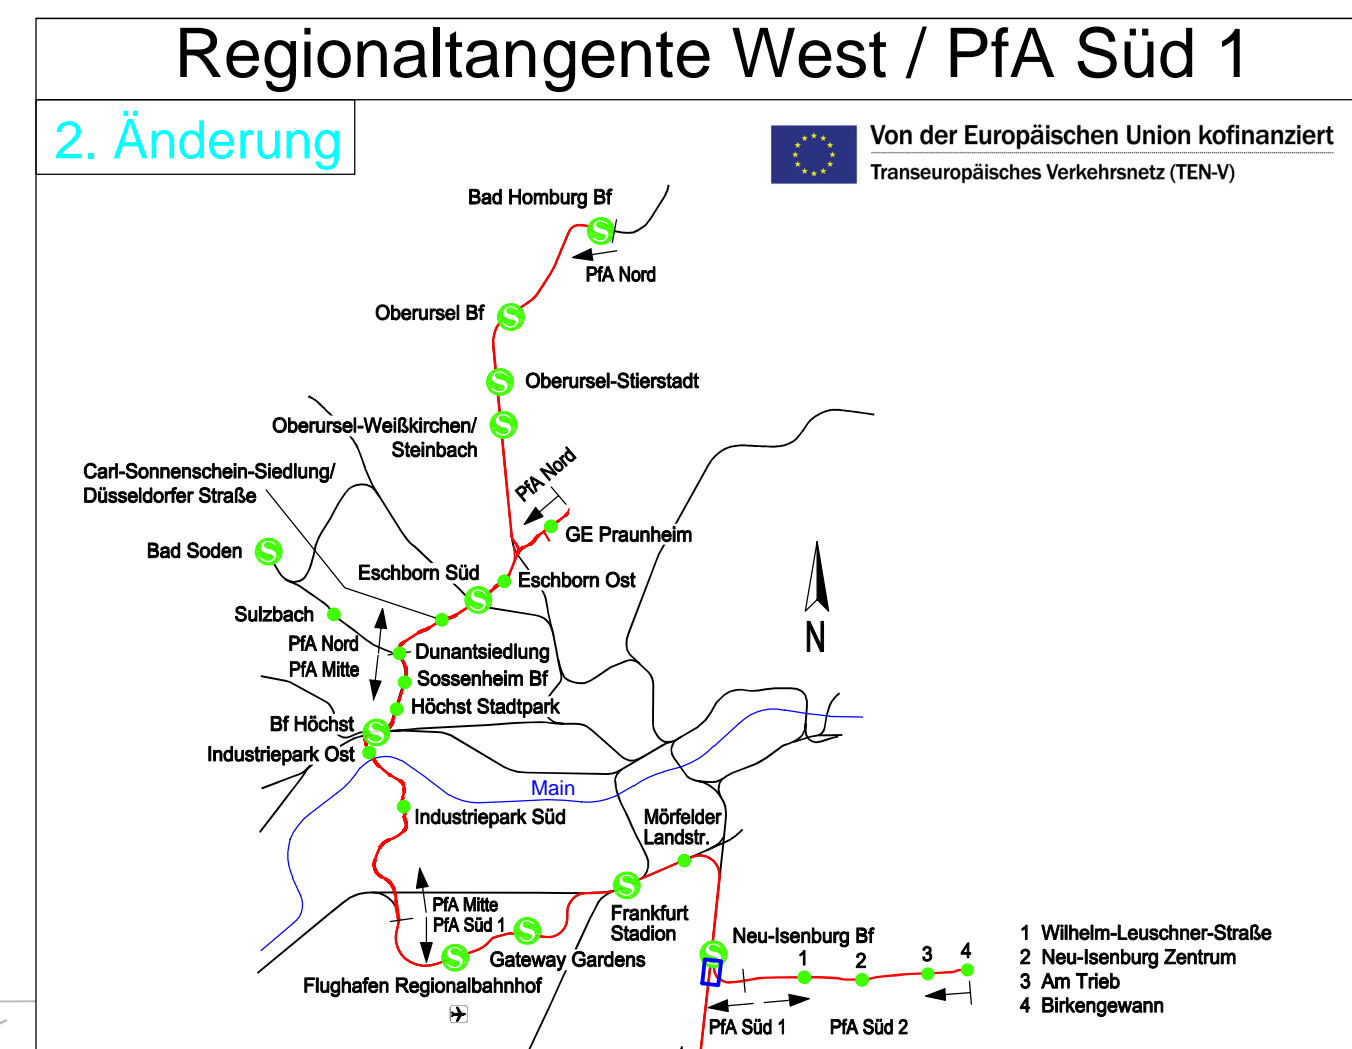 Regionaltangente West / PfA Süd 1
2. Änderung
Von der Europäischen Union kofinanziert
Transeuropäisches Verkehrsnetz (TEN-V)
Bad Homburg Bf
PfA Nord
Oberursel Bf
Oberursel-Stierstadt
Oberursel-Weißkirchen/
Steinbach
Carl-Sonnenschein-Siedlung/
Düsseldorfer Straße
PfA Nord
GE Praunheim
Bad Soden
Eschborn Süd
Eschborn Ost
Sulzbach
PfA Nord
PfA Mitte
Dunantsiedlung
Sossenheim Bf
Höchst Stadtpark
Bf Höchst
Industriepark Ost
N
Main
Industriepark Süd
Mörfelder
Landstr.
PfA Mitte
PfA Süd 1
Frankfurt
Stadion
Gateway Gardens
Flughafen Regionalbahnhof
Neu-Isenburg Bf
1
2
3
4
PfA Süd 1
PfA Süd 2
1 Wilhelm-Leuschner-Straße
2 Neu-Isenburg Zentrum
3 Am Trieb
4 Birkengewann